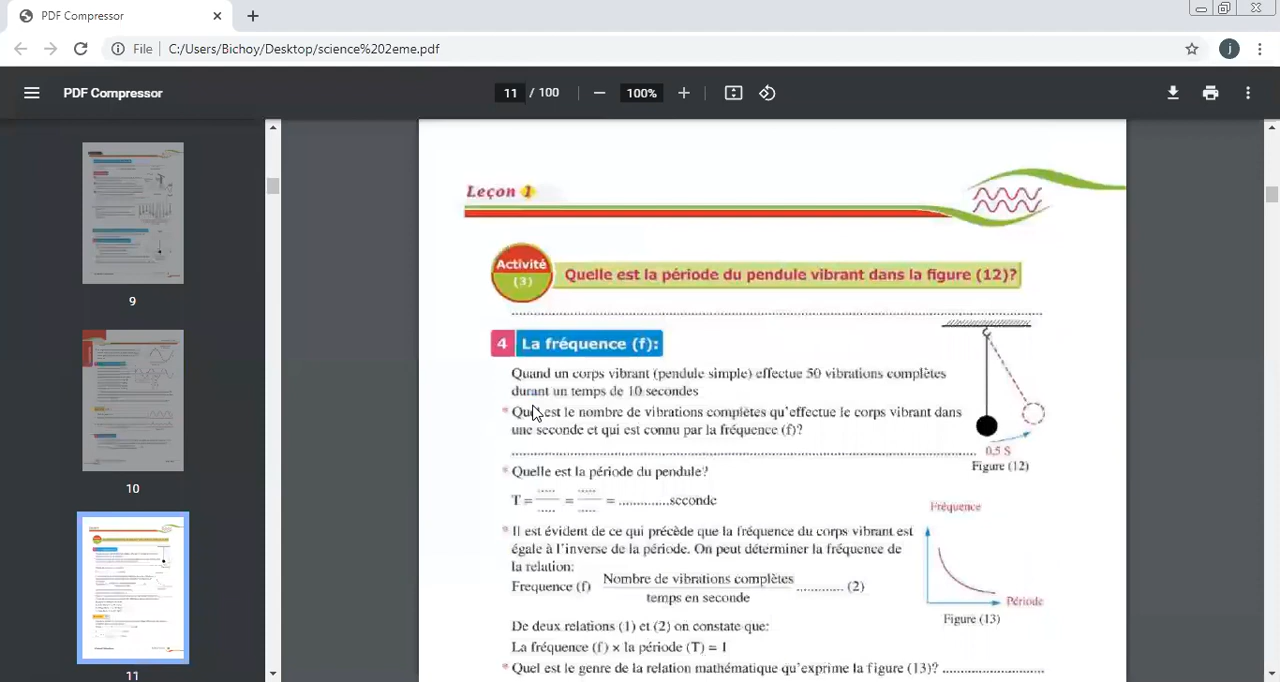 PDF Compressor
File
C:/Users/Bichoy/Desktop/science%202eme.pdf
j
PDF Compressor
11 / 100
100%
9
10
11
Leçon 1
Activité
(3)
Quelle est la période du pendule vibrant dans la figure (12)?
4 La fréquence (f):
Quand un corps vibrant (pendule simple) effectue 50 vibrations complètes
durant un temps de 10 secondes
* est le nombre de vibrations complètes qu'effectue le corps vibrant dans
une seconde et qui est connu par la fréquence (f)?
0.5 S
Figure (12)
* Quelle est la période du pendule?
T = ...... = ...... = .............seconde
Fréquence
* Il est évident de ce qui précède que la fréquence du corps vibrant est
de la période. On peut déterminer la de
la relation:
Nombre de vibrations complètes
(f) = temps en seconde ............. (2)
Période
Figure (13)
Des deux relations (1) et (2) on constate que:
La fréquence (f) x la période (T) = 1
* Quel est le genre de la relation mathématique qu'exprime la figure (13)?